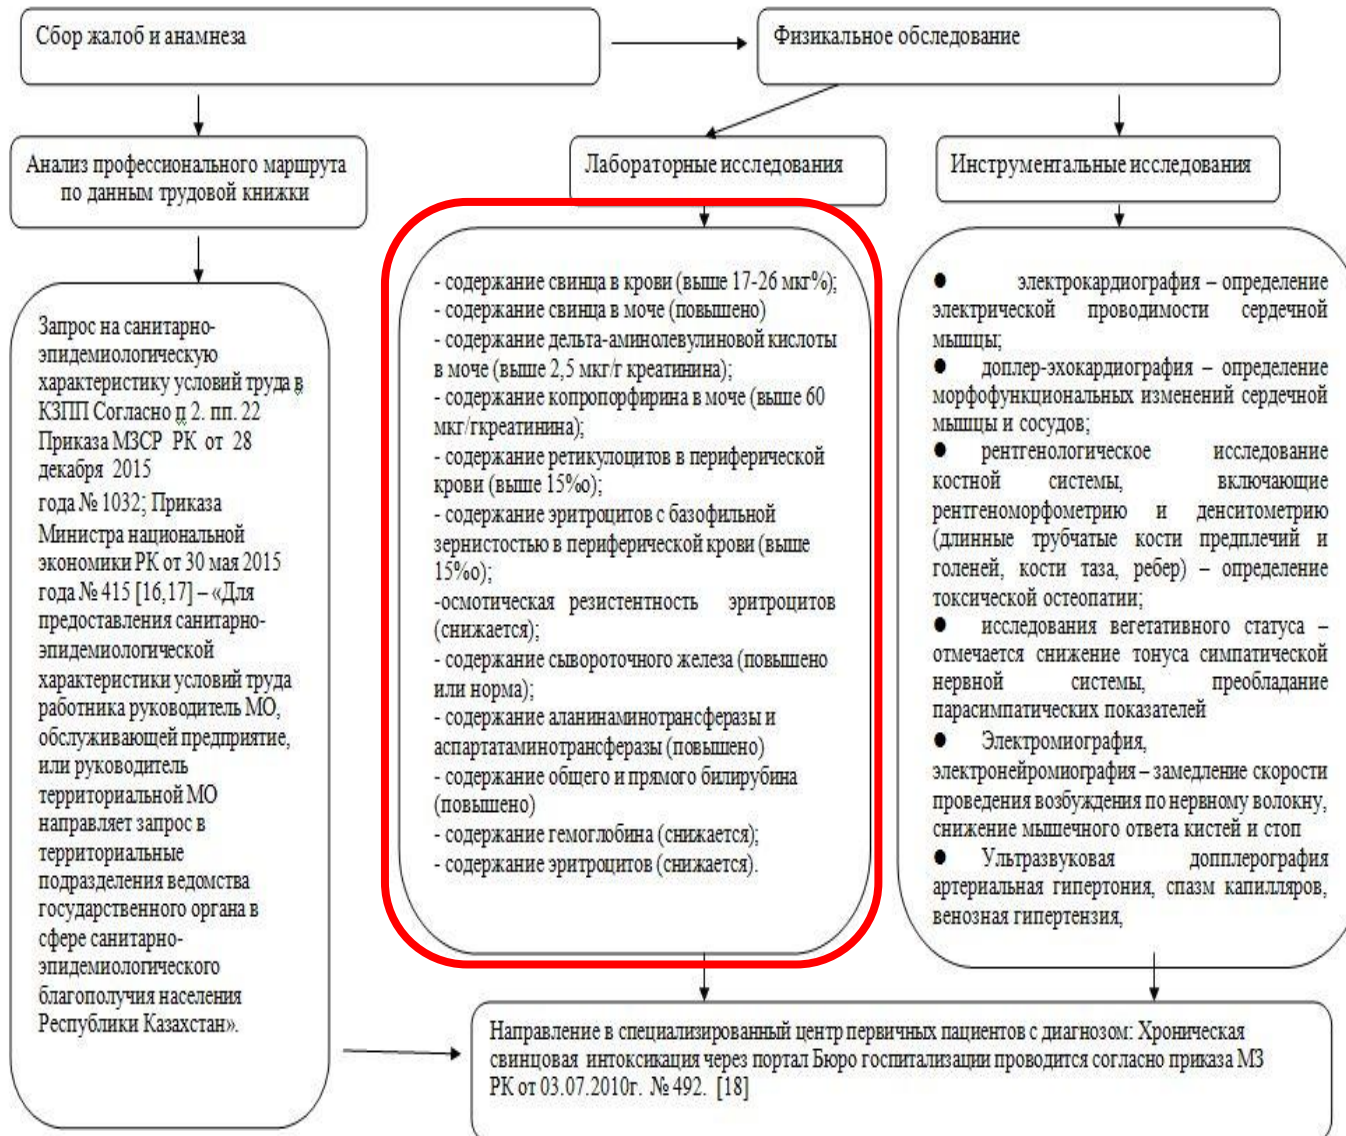 Сбор жалоб и анамнеза
Физикальное обследование
Анализ профессионального маршрута
по данным трудовой книжки
Лабораторные исследования
Инструментальные исследования
Запрос на санитарно-
эпидемиологическую
характеристику условий труда в
КЗПП Согласно п 2. пп. 22
Приказа МЗСР РК от 28
декабря 2015
года № 1032; Приказа
Министра национальной
экономики РК от 30 мая 2015
года № 415 [16,17] – «Для
предоставления санитарно-
эпидемиологической
характеристики условий труда
работника руководитель МО,
обслуживающей предприятие,
или руководитель
территориальной МО
направляет запрос в
территориальные
подразделения ведомства
государственного органа в
сфере санитарно-
эпидемиологического
благополучия населения
Республики Казахстан».
- содержание свинца в крови (выше 17-26 мкг%);
- содержание свинца в моче (повышено)
- содержание дельта-аминолевулиновой кислоты
в моче (выше 2,5 мкг/г креатинина);
- содержание копропорфирина в моче (выше 60
мкг/гкреатинина);
- содержание ретикулоцитов в периферической
крови (выше 15‰);
- содержание эритроцитов с базофильной
зернистостью в периферической крови (выше
15‰);
-осмотическая резистентность эритроцитов
(снижается);
- содержание сывороточного железа (повышено
или норма);
- содержание аланинаминотрансферазы и
аспартатаминотрансферазы (повышено)
- содержание общего и прямого билирубина
(повышено)
- содержание гемоглобина (снижается);
- содержание эритроцитов (снижается).
● электрокардиография – определение
электрической проводимости сердечной
мышцы;
● доплер-эхокардиография – определение
морфофункциональных изменений сердечной
мышцы и сосудов;
● рентгенологическое исследование
костной системы, включающие
рентгеноморфометрию и денситометрию
(длинные трубчатые кости предплечий и
голеней, кости таза, ребер) – определение
токсической остеопатии;
● исследования вегетативного статуса –
отмечается снижение тонуса симпатической
нервной системы, преобладание
парасимпатических показателей
● Электромиография,
электронейромиография – замедление скорости
проведения возбуждения по нервному волокну,
снижение мышечного ответа кистей и стоп
● Ультразвуковая допплерография
артериальная гипертония, спазм капилляров,
венозная гипертензия,
Направление в специализированный центр первичных пациентов с диагнозом: Хроническая
свинцовая интоксикация через портал Бюро госпитализации проводится согласно приказа МЗ
РК от 03.07.2010г. № 492. [18]